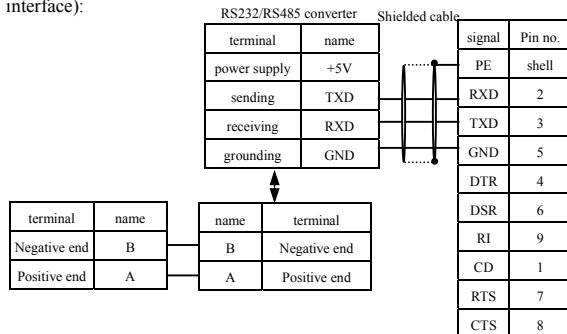 interface):
RS232/RS485 converter
Shielded cable
terminal name
power supply +5V
sending TXD
receiving RXD
grounding GND
signal Pin no.
PE shell
RXD 2
TXD 3
GND 5
DTR 4
DSR 6
RI 9
CD 1
RTS 7
CTS 8
terminal name
Negative end B
Positive end A
name terminal
B Negative end
A Positive end